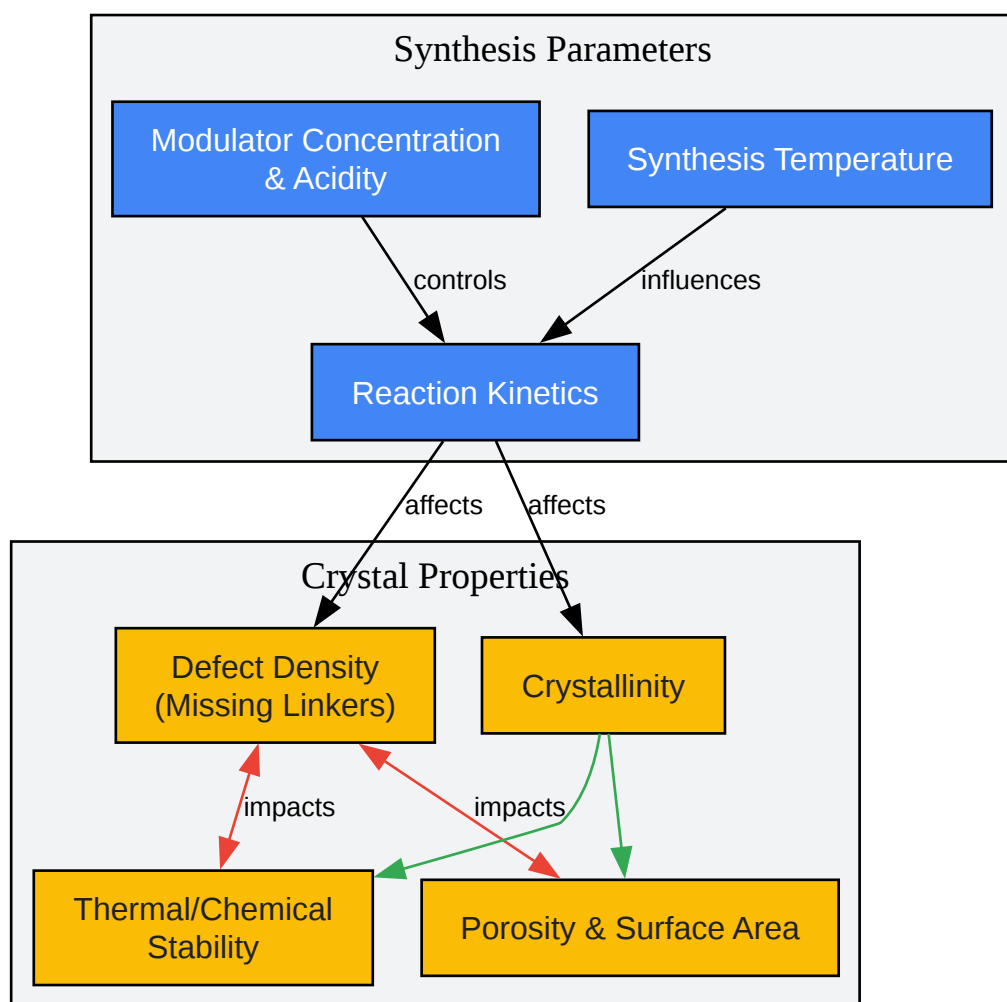 Synthesis Parameters
Modulator Concentration
& Acidity
Synthesis Temperature
controls
influences
Reaction Kinetics
affects
affects
Crystal Properties
Defect Density
(Missing Linkers)
Crystallinity
impacts
impacts
Thermal/Chemical
Stability
Porosity & Surface Area